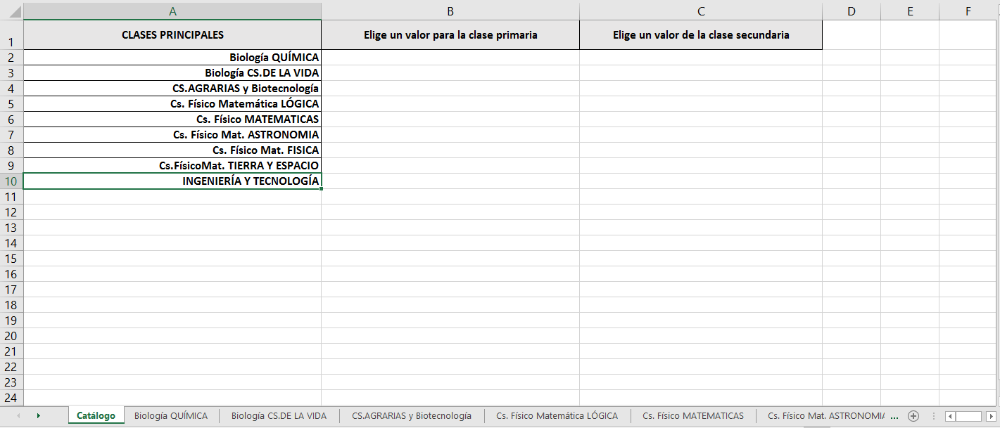 A B C D E F
1 CLASES PRINCIPALES Elige un valor para la clase primaria Elige un valor de la clase secundaria
2 Biología QUÍMICA
3 Biología CS.DE LA VIDA
4 CS.AGRARIAS y Biotecnología
5 Cs. Físico Matemática LÓGICA
6 Cs. Físico MATEMATICAS
7 Cs. Físico Mat. ASTRONOMIA
8 Cs. Físico Mat. FISICA
9 Cs.FísicoMat. TIERRA Y ESPACIO
10 INGENIERÍA Y TECNOLOGÍA
11
12
13
14
15
16
17
18
19
20
21
22
23
24
Catálogo Biología QUÍMICA Biología CS.DE LA VIDA CS.AGRARIAS y Biotecnología Cs. Físico Matemática LÓGICA Cs. Físico MATEMATICAS Cs. Físico Mat. ASTRONOMIA ...